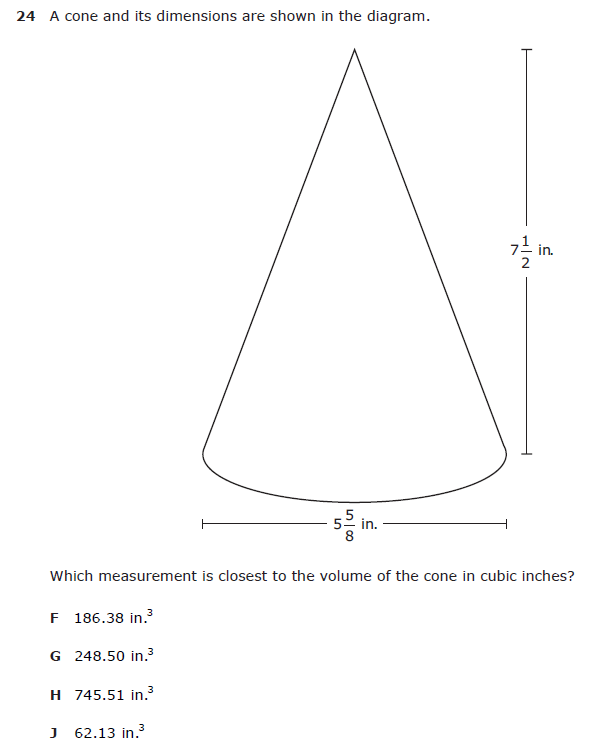 24 A cone and its dimensions are shown in the diagram.
7 1/2 in.
5 5/8 in.
Which measurement is closest to the volume of the cone in cubic inches?
F 186.38 in.³
G 248.50 in.³
H 745.51 in.³
J 62.13 in.³